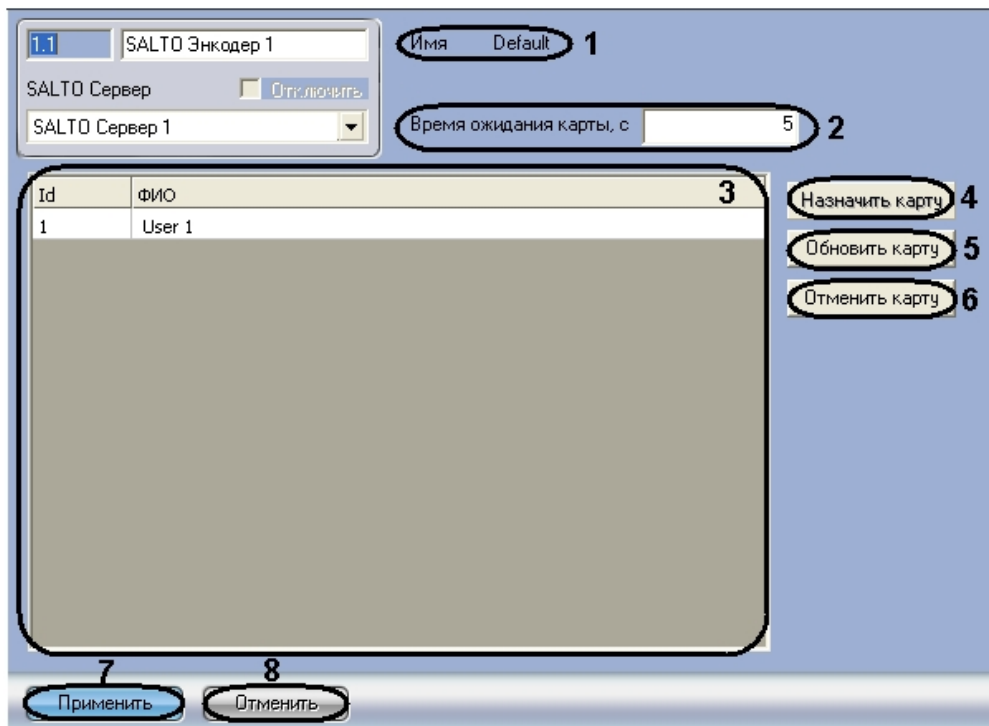 1.1 SALTO Энкодер 1
Имя Default 1
SALTO Сервер Отключить
SALTO Сервер 1
Время ожидания карты, с 5 2
Id ФИО 3
1 User 1
Назначить карту 4
Обновить карту 5
Отменить карту 6
7 8
Применить Отменить